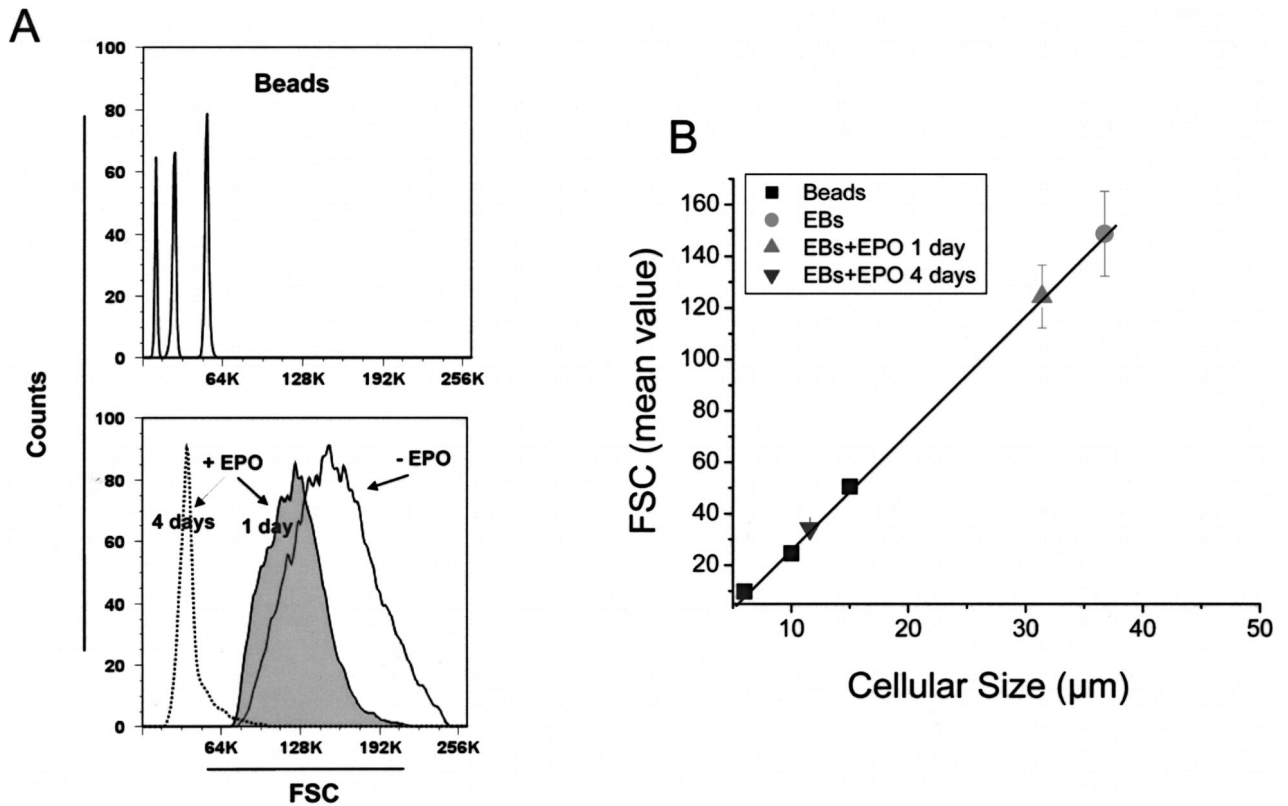 A
100
80
60
40
20
0
Beads
64K 128K 192K 256K
Counts
100
80
60
40
20
0
+ EPO
- EPO
4 days
1 day
64K 128K 192K 256K
FSC
B
Beads
EBs
EBs+EPO 1 day
EBs+EPO 4 days
160
140
120
100
80
60
40
20
FSC (mean value)
10 20 30 40 50
Cellular Size (µm)